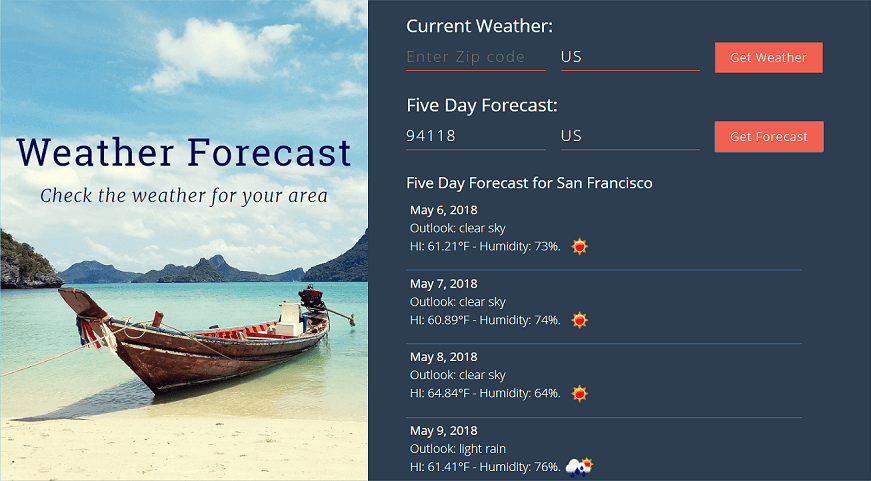 Weather Forecast
Check the weather for your area
Current Weather:
Enter Zip code US Get Weather
Five Day Forecast:
94118 US Get Forecast
Five Day Forecast for San Francisco
May 6, 2018
Outlook: clear sky
HI: 61.21°F - Humidity: 73%.
May 7, 2018
Outlook: clear sky
HI: 60.89°F - Humidity: 74%.
May 8, 2018
Outlook: clear sky
HI: 64.84°F - Humidity: 64%.
May 9, 2018
Outlook: light rain
HI: 61.41°F - Humidity: 76%.